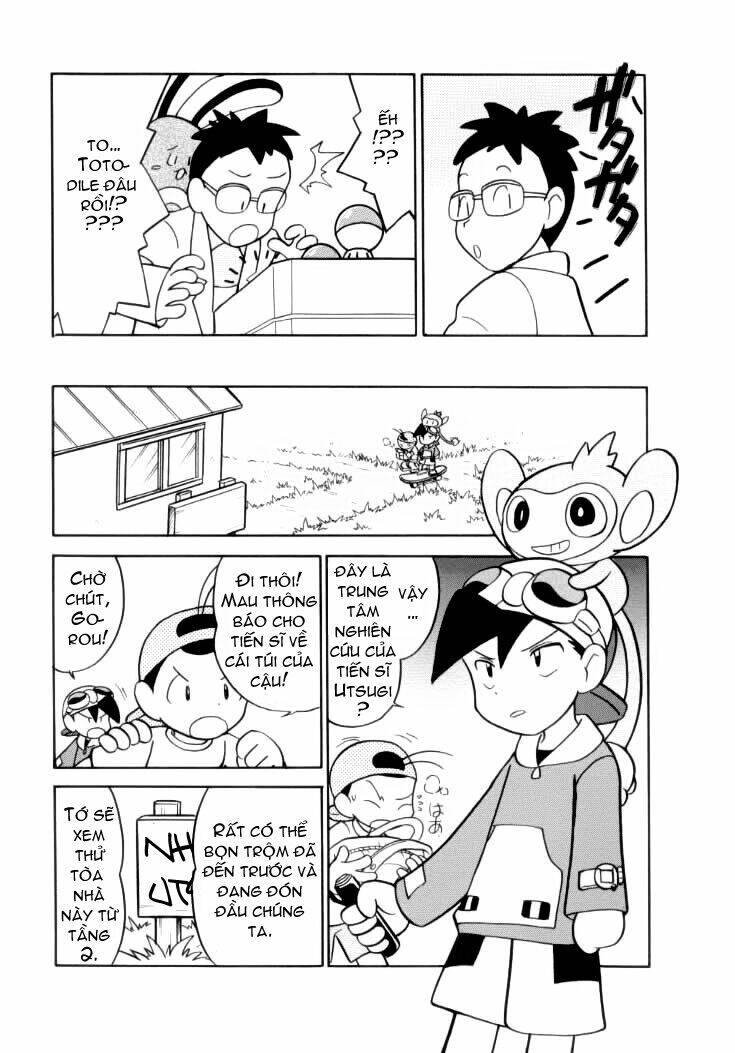 ガタガタ
ẾH
!??
??
TO...
TOTO-
DILE ĐÂU
RỒI!?
???
VẬY
...
ĐÂY LÀ
TRUNG
TÂM
NGHIÊN
CÚU CỦA
TIẾN SĨ
UTSUGI
?
はぁ
ĐI THÔI!
MAU THÔNG
BÁO CHO
TIẾN SĨ VỀ
CÁI TÚI CỦA
CẬU!
CHỜ
CHÚT,
GO-
ROU!
RẤT CÓ THỂ
BỌN TRỘM ĐÃ
ĐẾN TRƯỚC VÀ
ĐANG ĐÓN
ĐẦU CHÚNG
TA.
TỚ SẼ
XEM
THỬ
TÒA
NHÀ
NÀY TỪ
TẦNG
2.